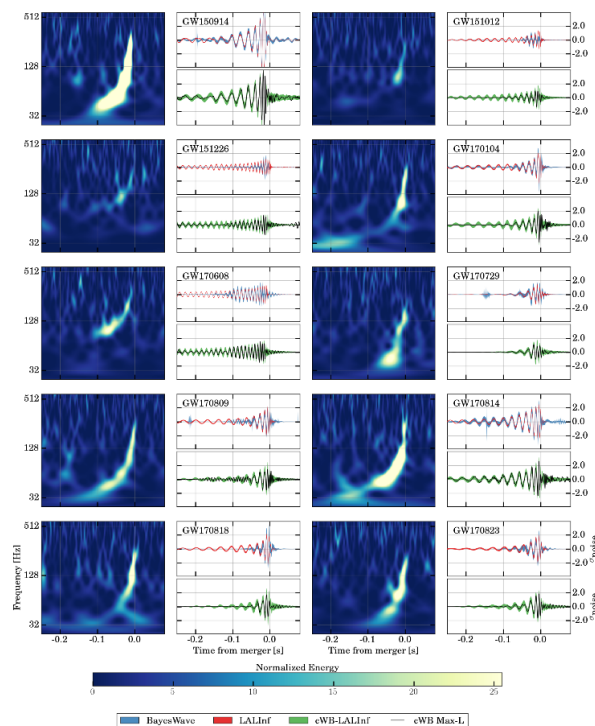 512
128
32
GW150914
GW151012
2.0
0.0
-2.0
2.0
0.0
-2.0
512
128
32
GW151226
GW170104
2.0
0.0
-2.0
2.0
0.0
-2.0
512
128
32
GW170608
GW170729
2.0
0.0
-2.0
2.0
0.0
-2.0
512
128
32
GW170809
GW170814
2.0
0.0
-2.0
2.0
0.0
-2.0
512
128
32
Frequency [Hz]
GW170818
GW170823
2.0
0.0
-2.0
σnoise
2.0
0.0
-2.0
σnoise
-0.2 -0.1 0.0
-0.2 -0.1 0.0
-0.2 -0.1 0.0
-0.2 -0.1 0.0
Time from merger [s]
Time from merger [s]
Normalized Energy
0 5 10 15 20 25
BayesWave LALInf cWB-LALInf cWB Max-L